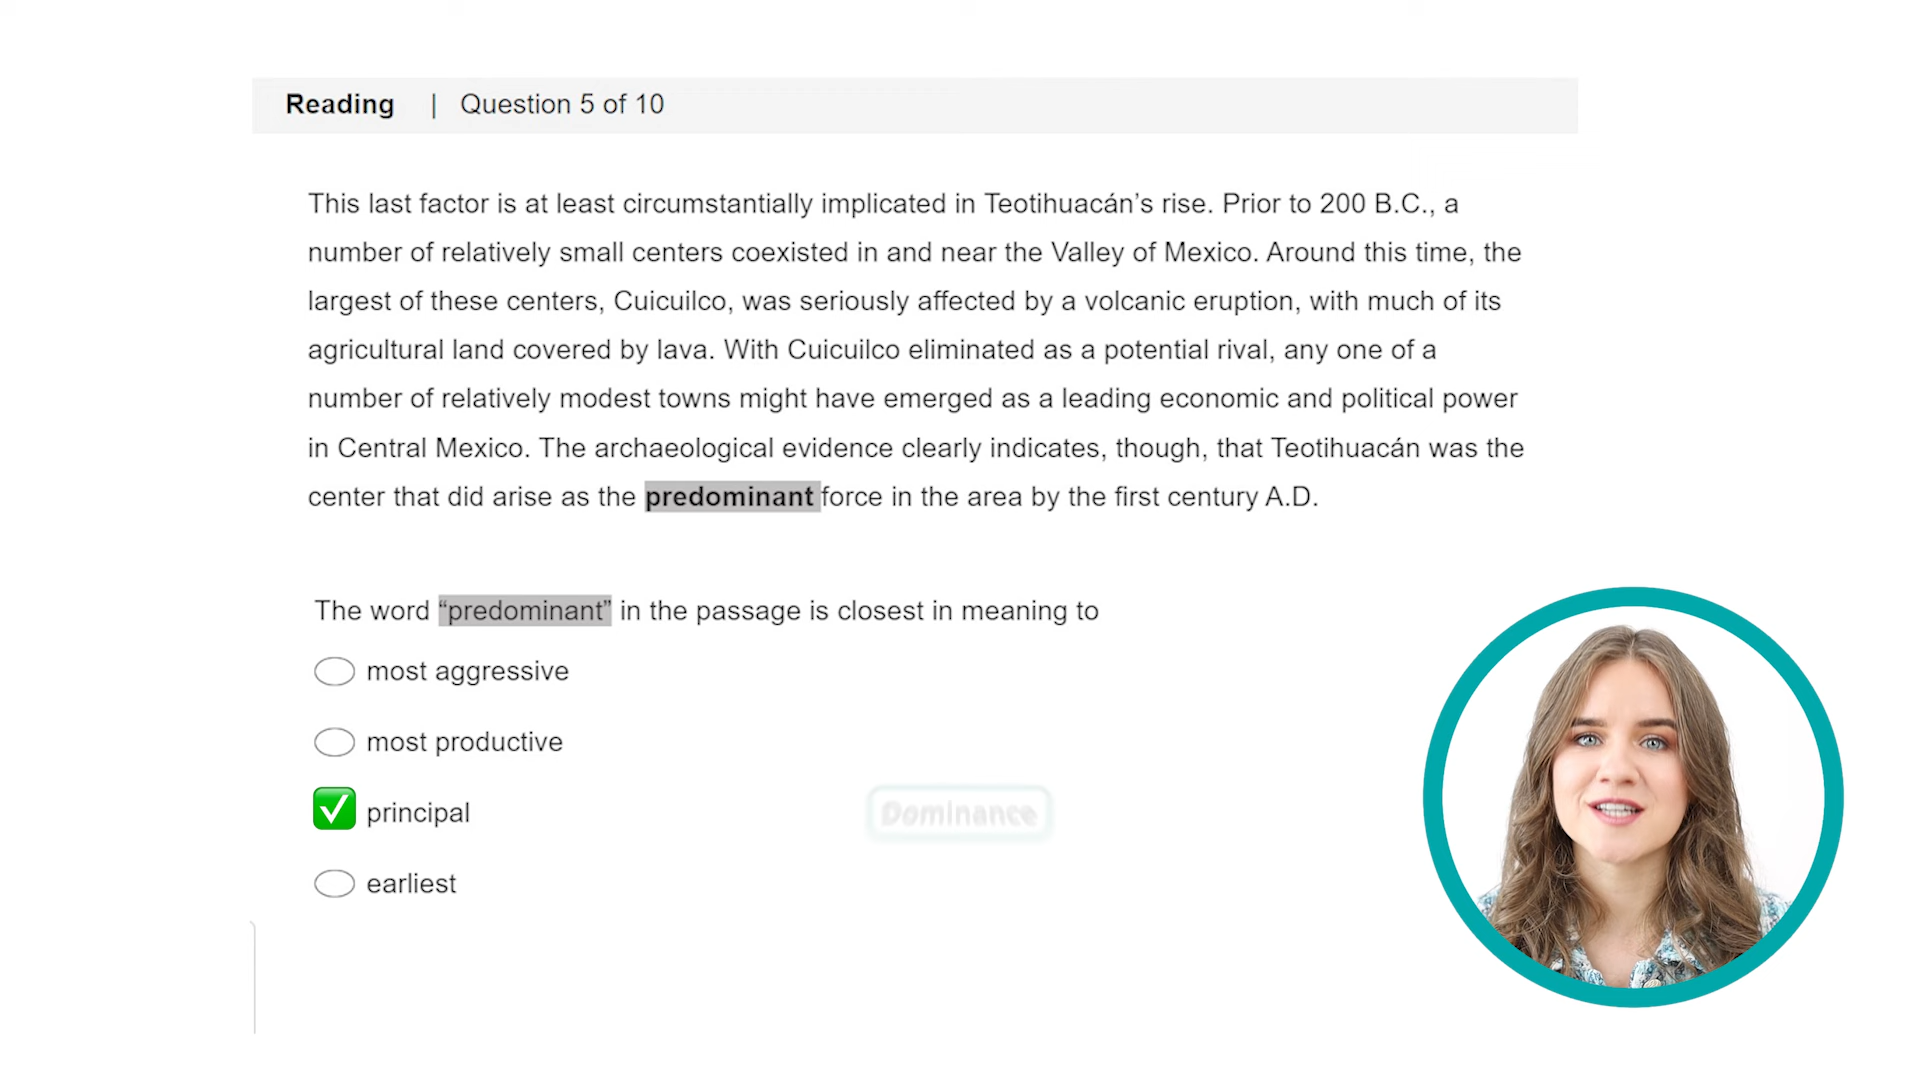 Reading | Question 5 of 10
This last factor is at least circumstantially implicated in Teotihuacán’s rise. Prior to 200 B.C., a
number of relatively small centers coexisted in and near the Valley of Mexico. Around this time, the
largest of these centers, Cuicuilco, was seriously affected by a volcanic eruption, with much of its
agricultural land covered by lava. With Cuicuilco eliminated as a potential rival, any one of a
number of relatively modest towns might have emerged as a leading economic and political power
in Central Mexico. The archaeological evidence clearly indicates, though, that Teotihuacán was the
center that did arise as the predominant force in the area by the first century A.D.
The word “predominant” in the passage is closest in meaning to
most aggressive
most productive
principal
Dominance
earliest